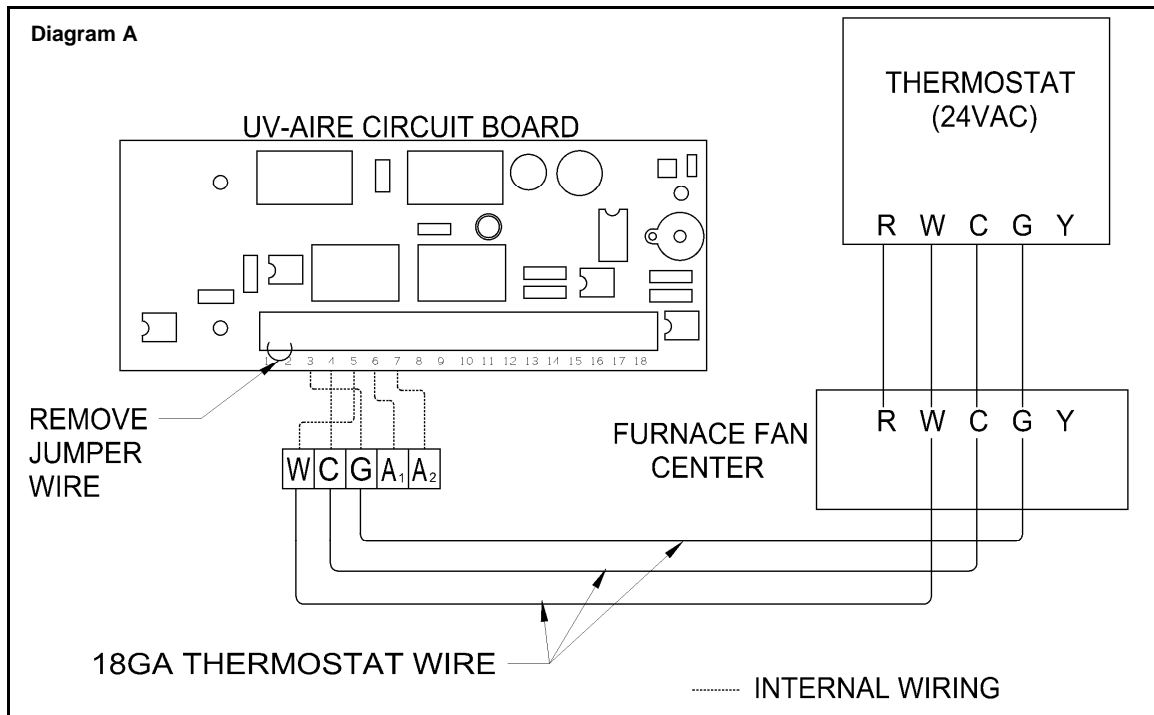 Diagram A
THERMOSTAT
(24VAC)
UV-AIRE CIRCUIT BOARD
R W C G Y
1 2 3 4 5 6 7 8 9 10 11 12 13 14 15 16 17 18
REMOVE
JUMPER
WIRE
FURNACE FAN
CENTER
R W C G Y
W C G A1 A2
18GA THERMOSTAT WIRE
INTERNAL WIRING